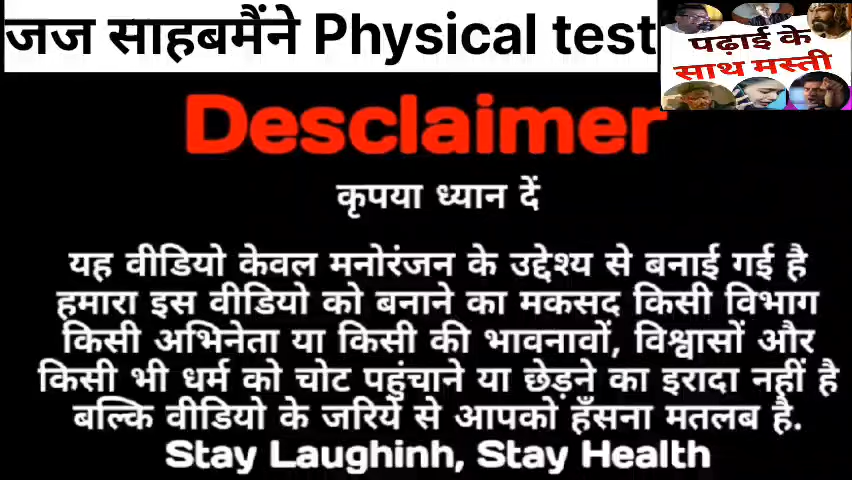 जज साहबमैंने Physical test
पढ़ाई के
साथ मस्ती
Desclaimer
कृपया ध्यान दें
यह वीडियो केवल मनोरंजन के उद्देश्य से बनाई गई है
हमारा इस वीडियो को बनाने का मकसद किसी विभाग
किसी अभिनेता या किसी की भावनावों, विश्वासों और
किसी भी धर्म को चोट पहुंचाने या छेड़ने का इरादा नहीं है
बल्कि वीडियो के जरिये से आपको हँसना मतलब है.
Stay Laughinh, Stay Health